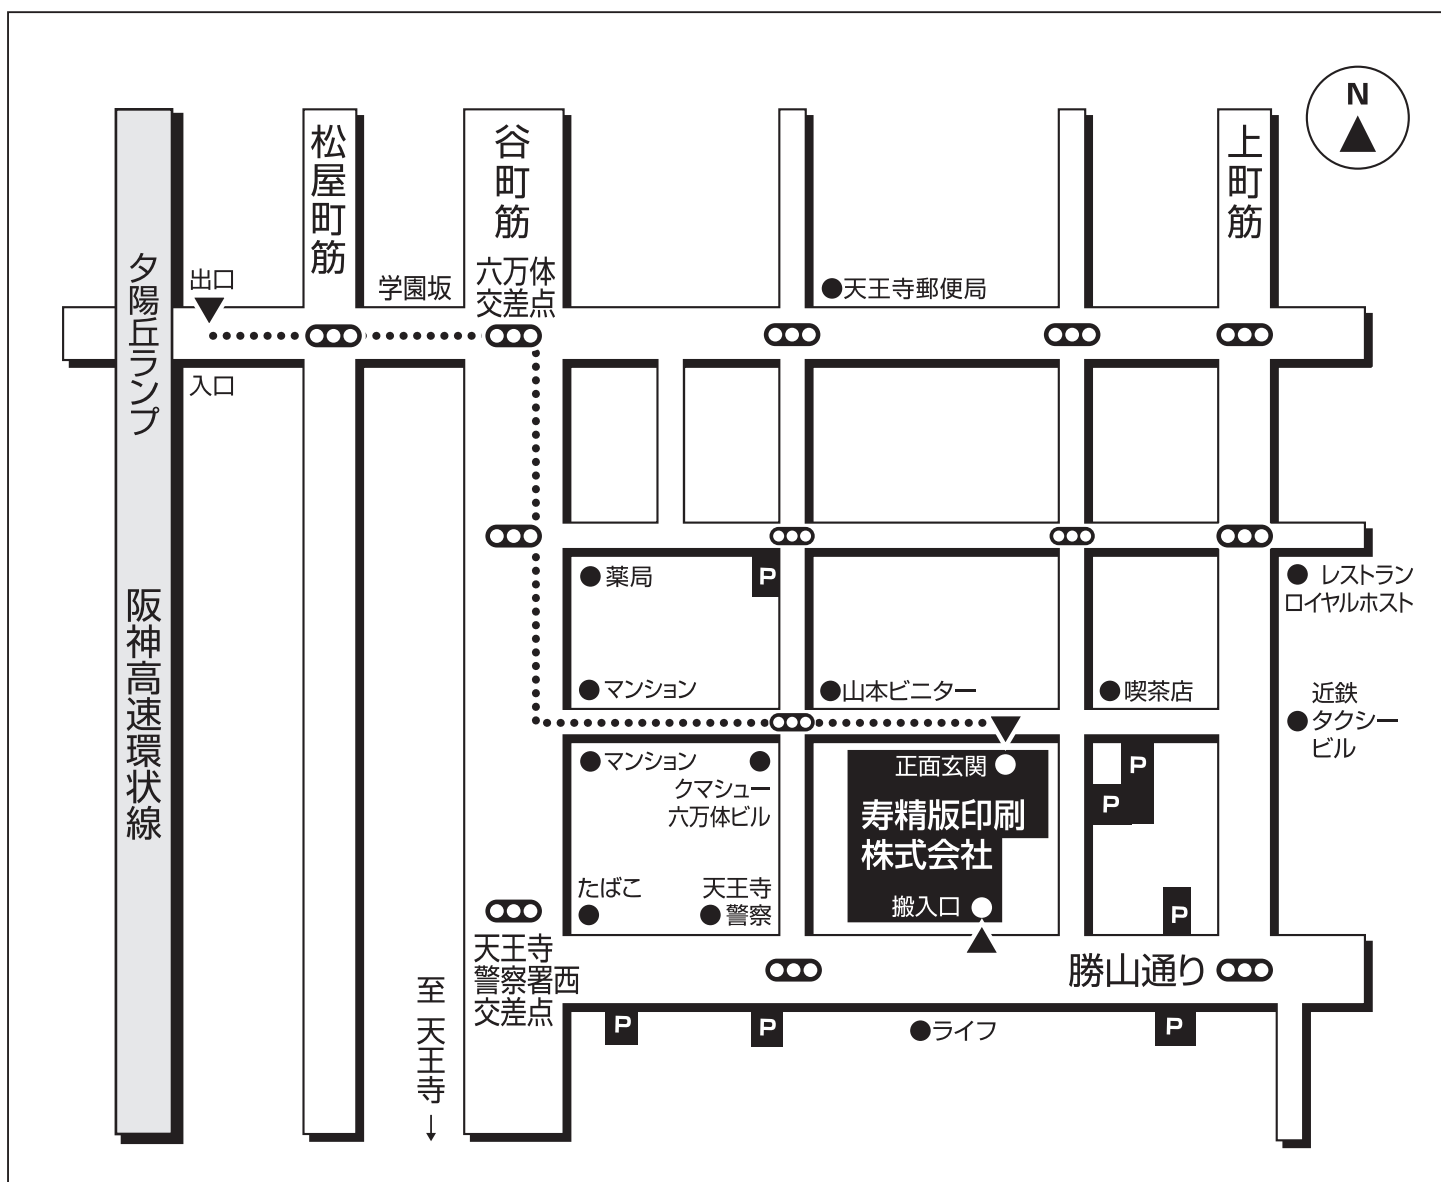 N
松屋町筋
谷町筋
上町筋
夕陽丘ランプ
出口
学園坂
六万体
交差点
●天王寺郵便局
入口
阪神高速環状線
●薬局
P
●レストラン
ロイヤルホスト
●マンション
●山本ビニター
●喫茶店
近鉄
●タクシー
ビル
●マンション
クマシュー
六万体ビル
正面玄関
寿精版印刷
株式会社
搬入口
P
P
たばこ
天王寺
●警察
P
天王寺
警察署西
交差点
勝山通り
至 天王寺
↓
P
P
●ライフ
P